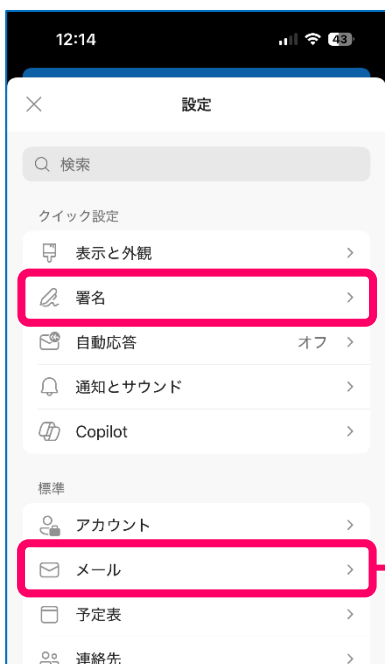 12:14
43
設定
検索
クイック設定
表示と外観
署名
自動応答 オフ
通知とサウンド
Copilot
標準
アカウント
メール
予定表
連絡先